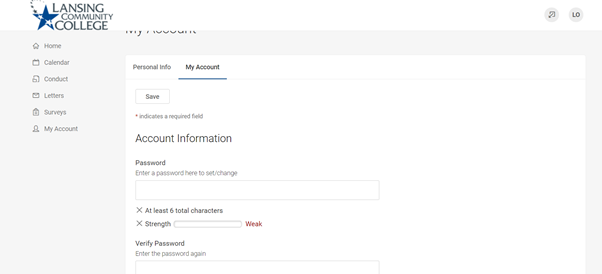 LANSING
COMMUNITY
COLLEGE
LO
My Account
Home
Calendar
Conduct
Letters
Surveys
My Account
Personal Info
My Account
Save
* indicates a required field
Account Information
Password
Enter a password here to set/change
At least 6 total characters
Strength
Weak
Verify Password
Enter the password again